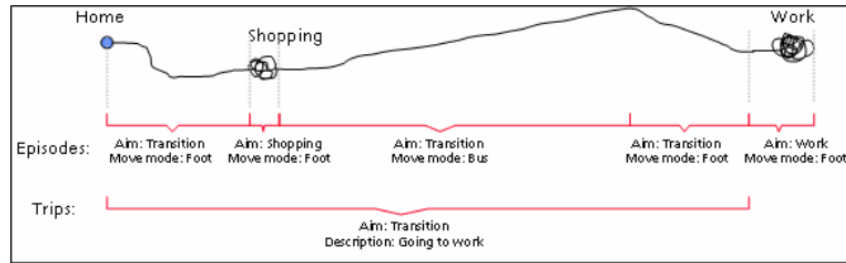 Home
Shopping
Work
Episodes:
Aim: Transition
Move mode: Foot
Aim: Shopping
Move mode: Foot
Aim: Transition
Move mode: Bus
Aim: Transition
Move mode: Foot
Aim: Work
Move mode: Foot
Trips:
Aim: Transition
Description: Going to work